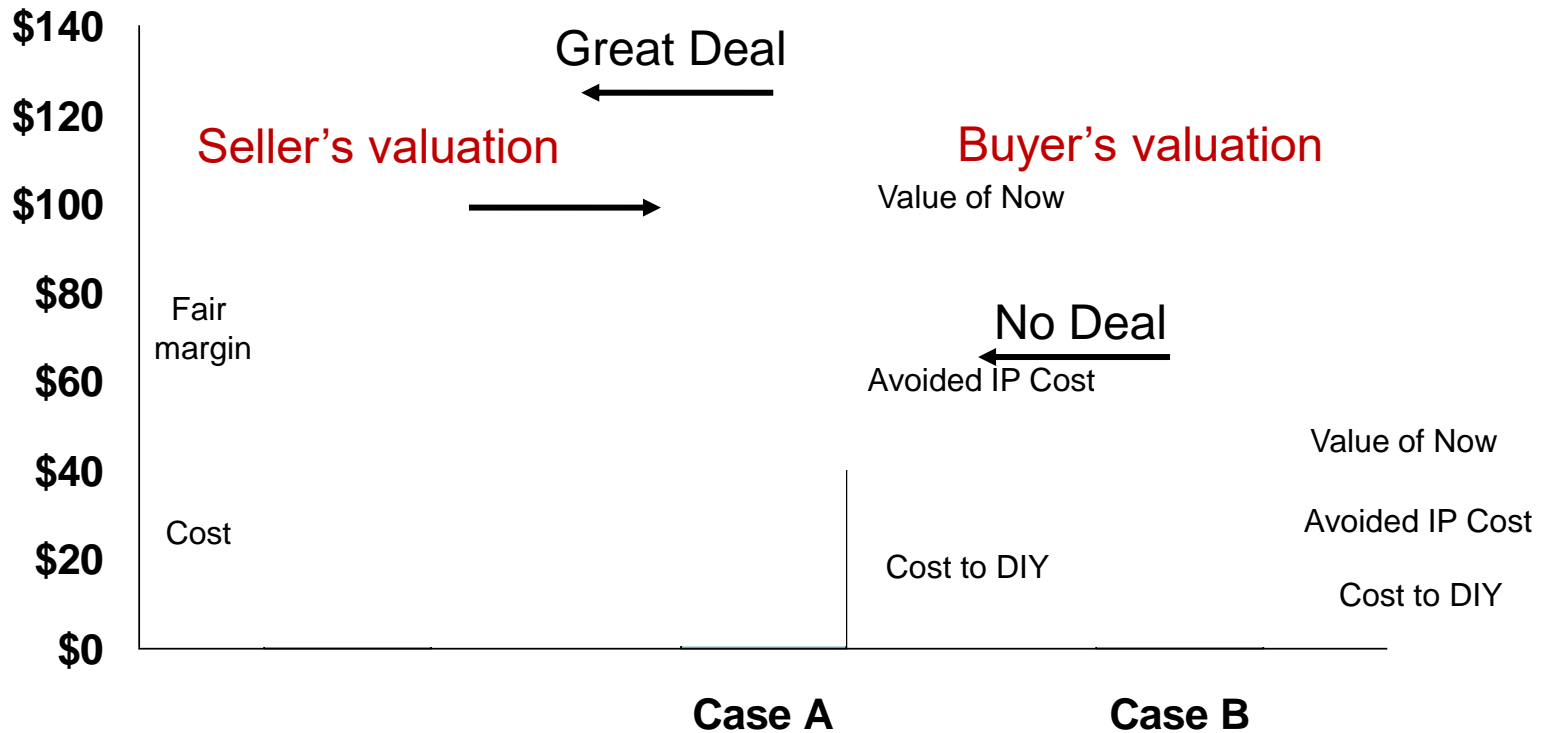 $140
Great Deal
$120
Seller’s valuation
Buyer’s valuation
$100
Value of Now
$80
Fair
margin
No Deal
$60
Avoided IP Cost
Value of Now
$40
Cost
Avoided IP Cost
$20
Cost to DIY
Cost to DIY
$0
Case A
Case B